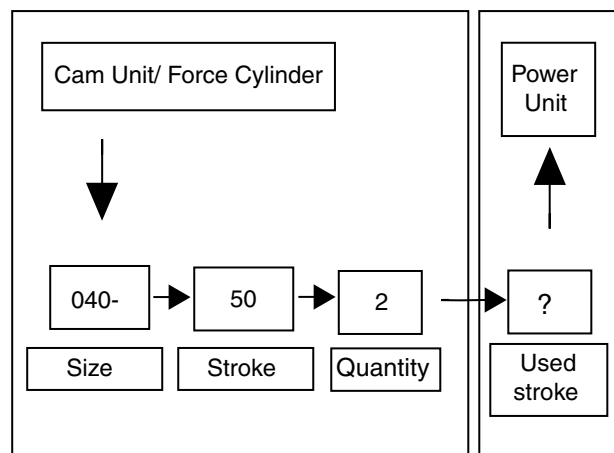 Cam Unit/ Force Cylinder
Power
Unit
040-
50
2
?
Size
Stroke
Quantity
Used
stroke